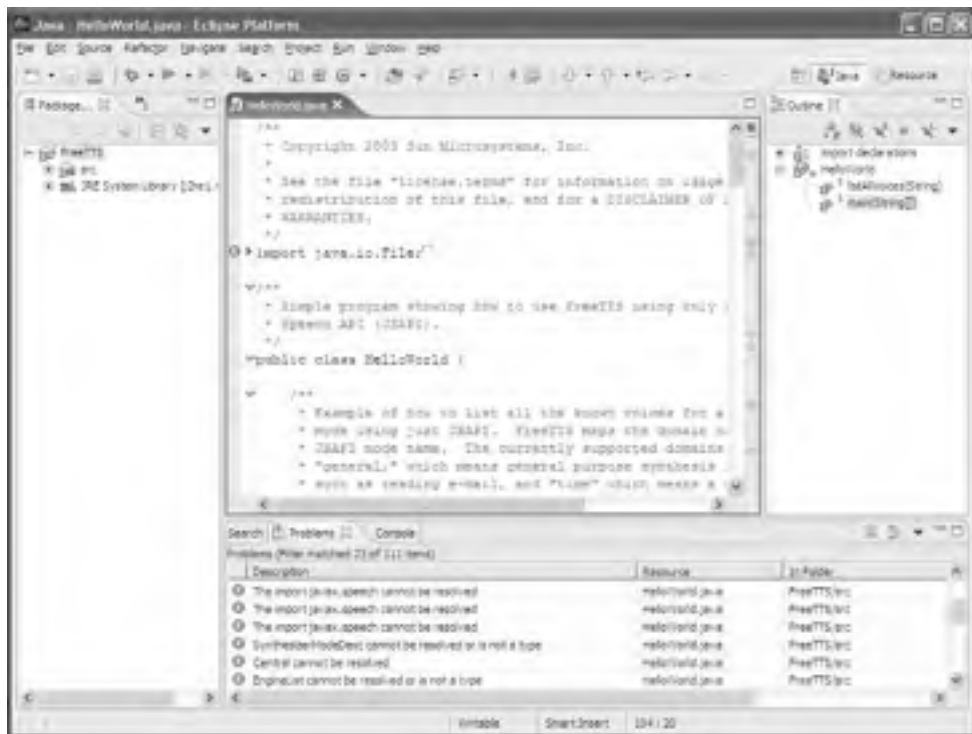 Java - HelloWorld.java - Eclipse Platform
File Edit Source Refactor Navigate Search Project Run Window Help
Java Resource
Package...
FreeTTS
src
JRE System Library
HelloWorld.java
/**
* Copyright 2003 Sun Microsystems, Inc.
*
* See the file "license.terms" for information on usage
* redistribution of this file, and for a DISCLAIMER OF
* WARRANTIES.
*/
import java.io.File;
/**
* Simple program showing how to use FreeTTS using only
* Speech API (JSAPI).
*/
public class HelloWorld {
/**
* Example of how to list all the known voices for a
* mode using just JSAPI. FreeTTS maps the domain
* JSAPI mode name. The currently supported domains
* "general," which means general purpose synthesis
* such as reading e-mail, and "time" which means a
Outline
import declarations
HelloWorld
listAllVoices(String)
main(String[])
Search Problems Console
Problems (Filter matched 23 of 111 items)
Description Resource In Folder
The import javax.speech cannot be resolved HelloWorld.java FreeTTS/src
The import javax.speech cannot be resolved HelloWorld.java FreeTTS/src
The import javax.speech cannot be resolved HelloWorld.java FreeTTS/src
SynthesizerModeDesc cannot be resolved or is not a type HelloWorld.java FreeTTS/src
Central cannot be resolved HelloWorld.java FreeTTS/src
EngineList cannot be resolved or is not a type HelloWorld.java FreeTTS/src
Writable Smart Insert 104 : 20